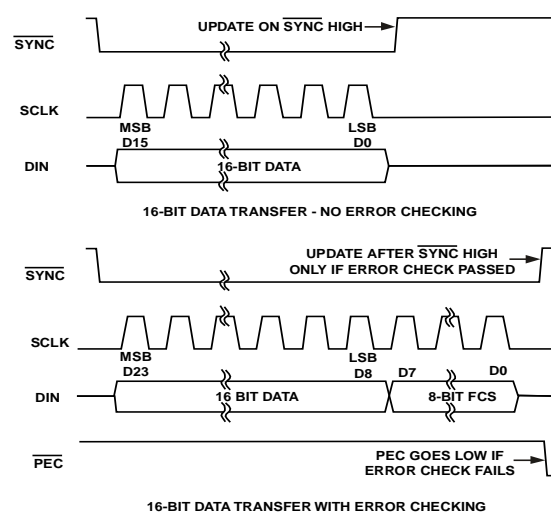 UPDATE ON SYNC HIGH
SYNC
SCLK
MSB LSB
D15 D0
DIN 16-BIT DATA
16-BIT DATA TRANSFER - NO ERROR CHECKING
UPDATE AFTER SYNC HIGH
ONLY IF ERROR CHECK PASSED
SYNC
SCLK
MSB LSB
D23 D8 D7 D0
DIN 16 BIT DATA 8-BIT FCS
PEC PEC GOES LOW IF
ERROR CHECK FAILS
16-BIT DATA TRANSFER WITH ERROR CHECKING